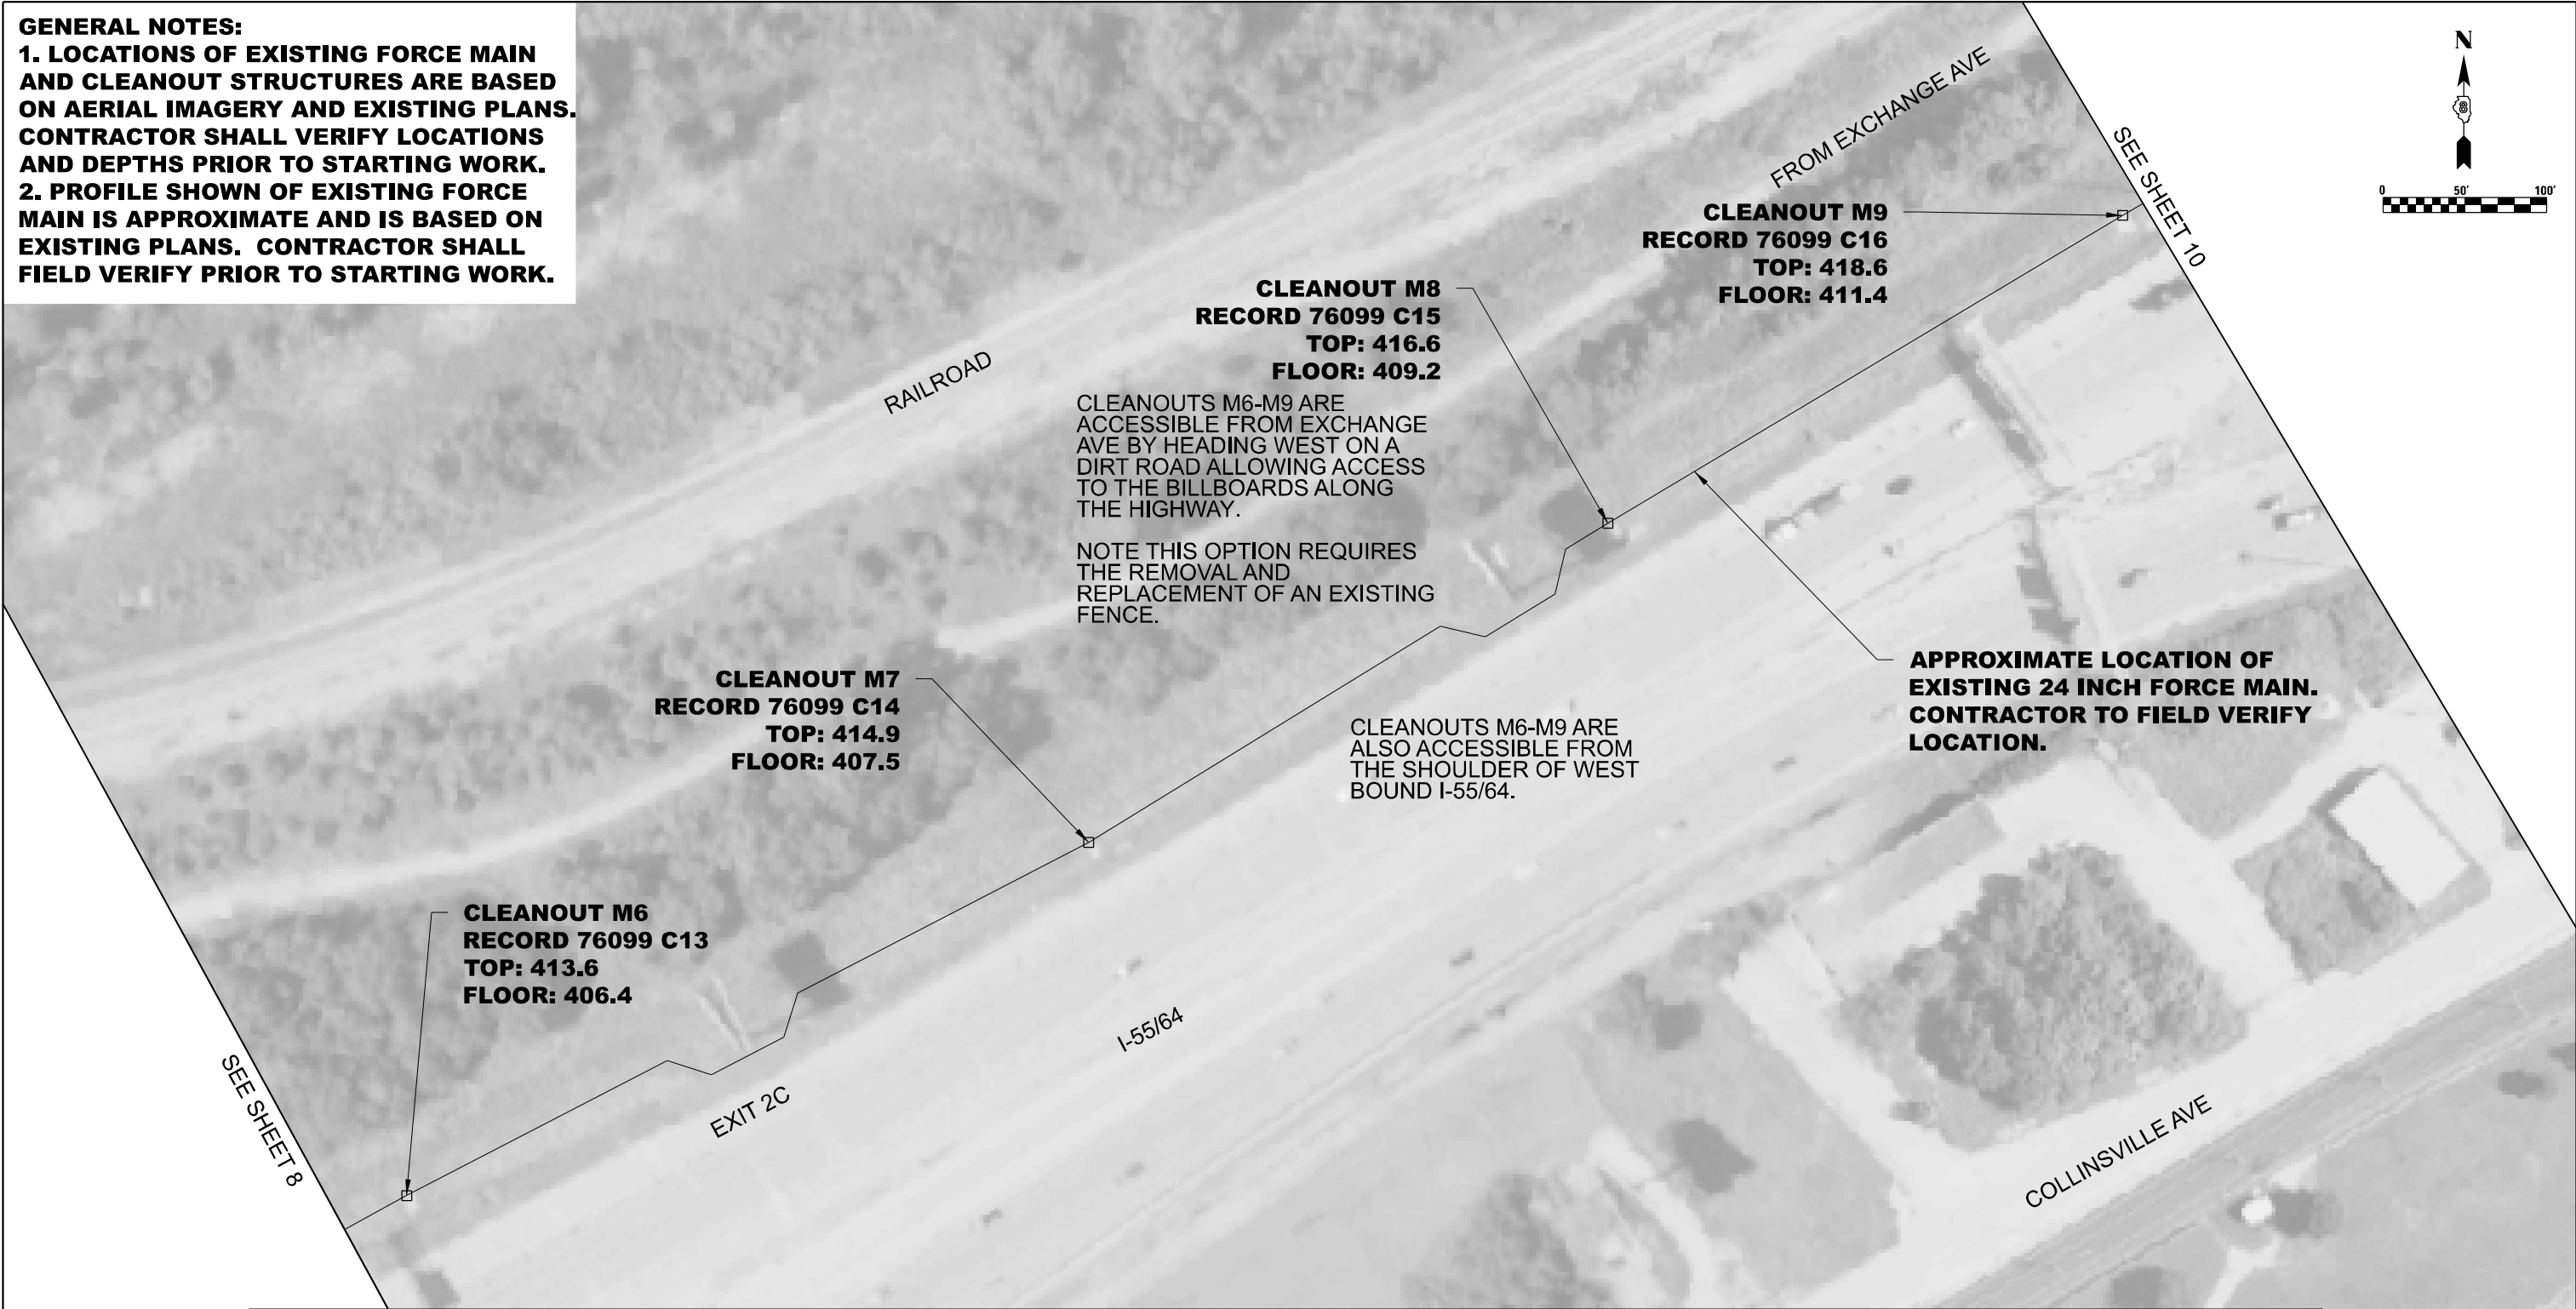 GENERAL NOTES:
1. LOCATIONS OF EXISTING FORCE MAIN
AND CLEANOUT STRUCTURES ARE BASED
ON AERIAL IMAGERY AND EXISTING PLANS.
CONTRACTOR SHALL VERIFY LOCATIONS
AND DEPTHS PRIOR TO STARTING WORK.
2. PROFILE SHOWN OF EXISTING FORCE
MAIN IS APPROXIMATE AND IS BASED ON
EXISTING PLANS. CONTRACTOR SHALL
FIELD VERIFY PRIOR TO STARTING WORK.
N
8
0 50' 100'
FROM EXCHANGE AVE
SEE SHEET 10
CLEANOUT M9
RECORD 76099 C16
TOP: 418.6
FLOOR: 411.4
CLEANOUT M8
RECORD 76099 C15
TOP: 416.6
FLOOR: 409.2
RAILROAD
CLEANOUTS M6-M9 ARE
ACCESSIBLE FROM EXCHANGE
AVE BY HEADING WEST ON A
DIRT ROAD ALLOWING ACCESS
TO THE BILLBOARDS ALONG
THE HIGHWAY.
NOTE THIS OPTION REQUIRES
THE REMOVAL AND
REPLACEMENT OF AN EXISTING
FENCE.
CLEANOUT M7
RECORD 76099 C14
TOP: 414.9
FLOOR: 407.5
APPROXIMATE LOCATION OF
EXISTING 24 INCH FORCE MAIN.
CONTRACTOR TO FIELD VERIFY
LOCATION.
CLEANOUTS M6-M9 ARE
ALSO ACCESSIBLE FROM
THE SHOULDER OF WEST
BOUND I-55/64.
CLEANOUT M6
RECORD 76099 C13
TOP: 413.6
FLOOR: 406.4
I-55/64
EXIT 2C
SEE SHEET 8
COLLINSVILLE AVE